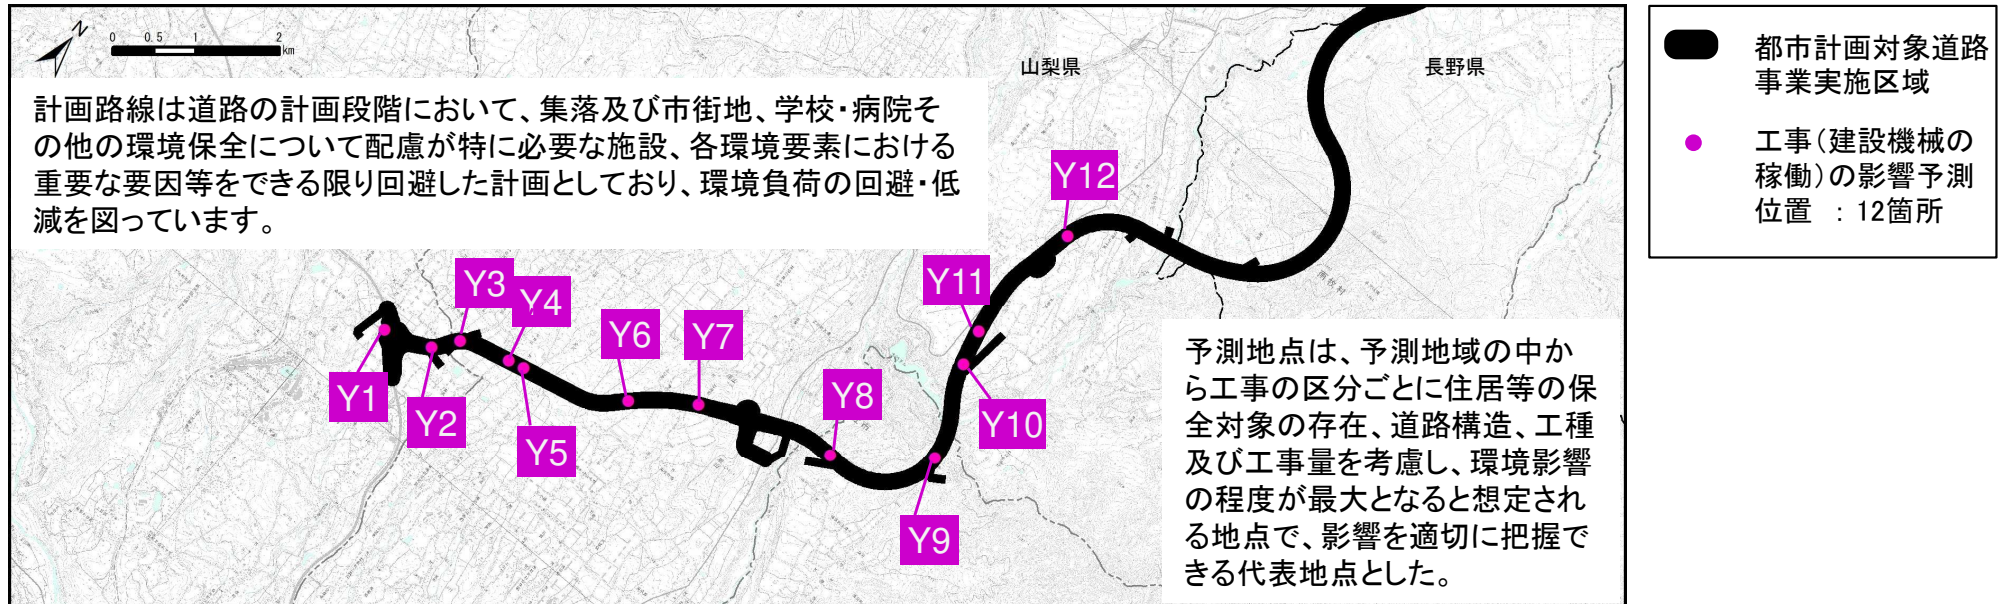 N
0 0.5 1 2
km
山梨県
長野県
計画路線は道路の計画段階において、集落及び市街地、学校・病院そ
の他の環境保全について配慮が特に必要な施設、各環境要素における
重要な要因等をできる限り回避した計画としており、環境負荷の回避・低
減を図っています。
Y12
Y3
Y4
Y11
Y6
Y7
Y1
Y2
Y5
Y8
Y10
Y9
予測地点は、予測地域の中か
ら工事の区分ごとに住居等の保
全対象の存在、道路構造、工種
及び工事量を考慮し、環境影響
の程度が最大となると想定され
る地点で、影響を適切に把握で
きる代表地点とした。
都市計画対象道路
事業実施区域
工事（建設機械の
稼働）の影響予測
位置 ：12箇所